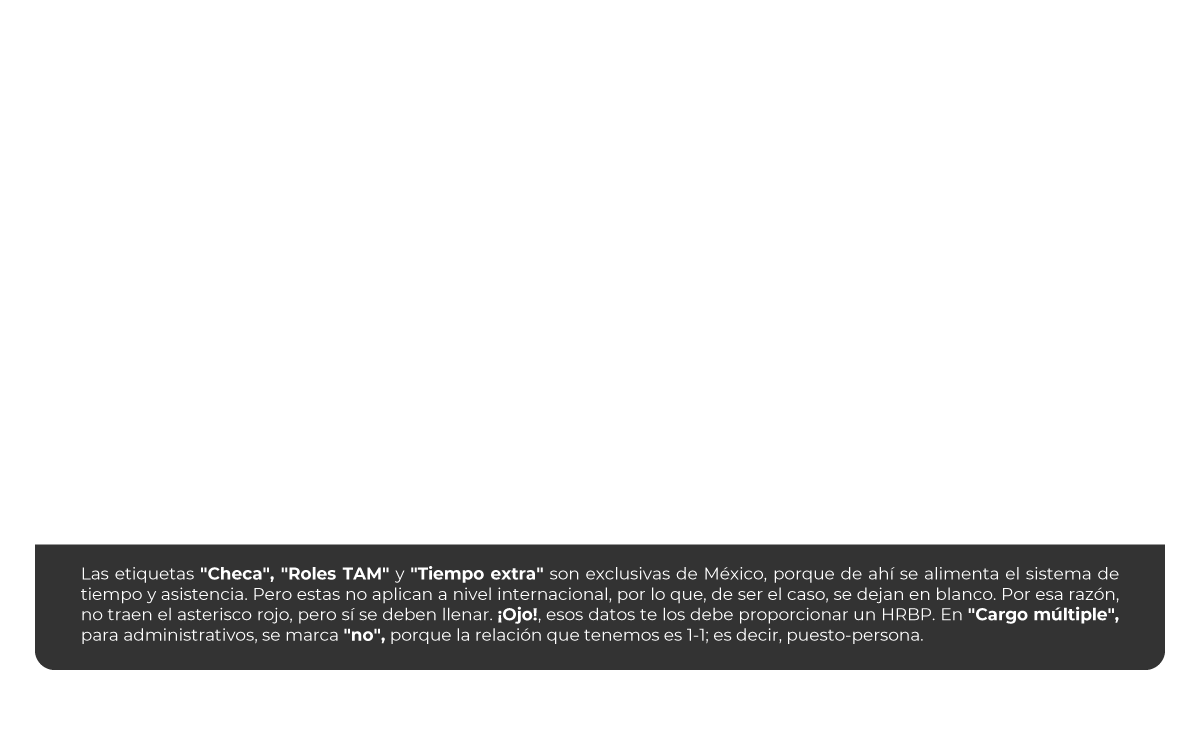 Las etiquetas "Checa", "Roles TAM" y "Tiempo extra" son exclusivas de México, porque de ahí se alimenta el sistema de
tiempo y asistencia. Pero estas no aplican a nivel internacional, por lo que, de ser el caso, se dejan en blanco. Por esa razón,
no traen el asterisco rojo, pero sí se deben llenar. ¡Ojo!, esos datos te los debe proporcionar un HRBP. En "Cargo múltiple",
para administrativos, se marca "no", porque la relación que tenemos es 1-1; es decir, puesto-persona.